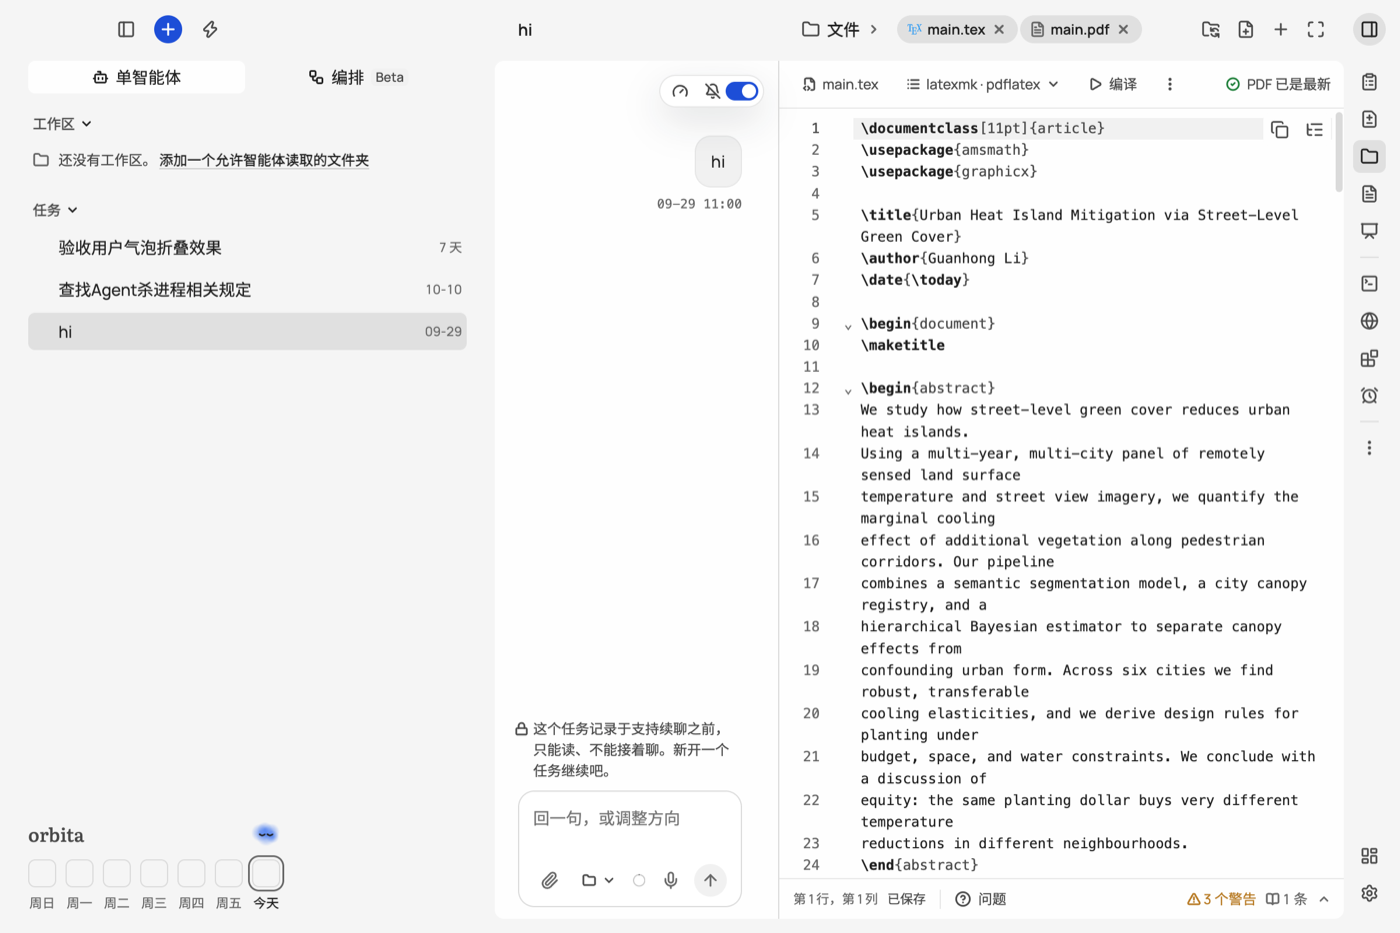 hi
文件
main.tex
main.pdf
单智能体
编排 Beta
工作区
还没有工作区。 添加一个允许智能体读取的文件夹
任务
验收用户气泡折叠效果 7 天
查找Agent杀进程相关规定 10-10
hi 09-29
orbita
周日 周一 周二 周三 周四 周五 今天
hi
09-29 11:00
这个任务记录于支持续聊之前，
只能读、不能接着聊。新开一个
任务继续吧。
回一句，或调整方向
main.tex latexmk · pdflatex 编译 PDF 已是最新
1 \documentclass[11pt]{article}
2 \usepackage{amsmath}
3 \usepackage{graphicx}
4
5 \title{Urban Heat Island Mitigation via Street-Level
Green Cover}
6 \author{Guanhong Li}
7 \date{\today}
8
9 \begin{document}
10 \maketitle
11
12 \begin{abstract}
13 We study how street-level green cover reduces urban
heat islands.
14 Using a multi-year, multi-city panel of remotely
sensed land surface
15 temperature and street view imagery, we quantify the
marginal cooling
16 effect of additional vegetation along pedestrian
corridors. Our pipeline
17 combines a semantic segmentation model, a city canopy
registry, and a
18 hierarchical Bayesian estimator to separate canopy
effects from
19 confounding urban form. Across six cities we find
robust, transferable
20 cooling elasticities, and we derive design rules for
planting under
21 budget, space, and water constraints. We conclude with
a discussion of
22 equity: the same planting dollar buys very different
temperature
23 reductions in different neighbourhoods.
24 \end{abstract}
第 1 行，第 1 列 已保存 问题 3 个警告 1 条